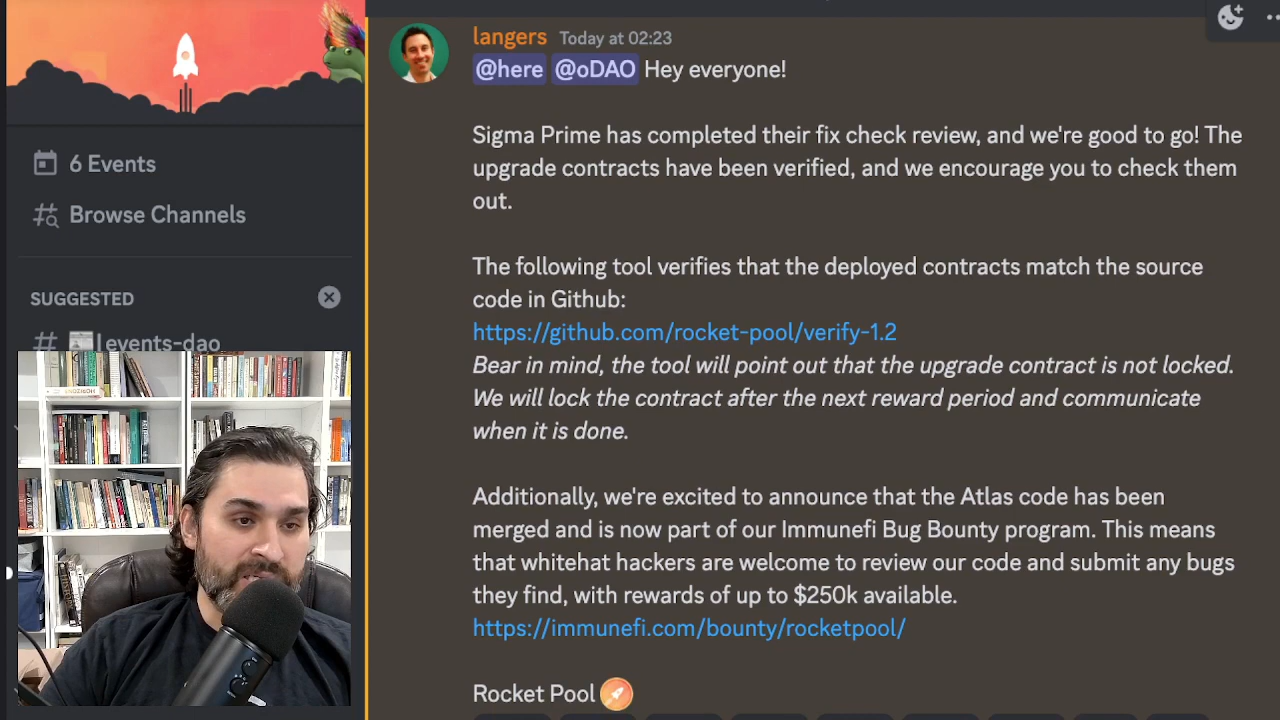 langers Today at 02:23
@here @oDAO Hey everyone!
Sigma Prime has completed their fix check review, and we're good to go! The
upgrade contracts have been verified, and we encourage you to check them
out.
The following tool verifies that the deployed contracts match the source
code in Github:
https://github.com/rocket-pool/verify-1.2
Bear in mind, the tool will point out that the upgrade contract is not locked.
We will lock the contract after the next reward period and communicate
when it is done.
Additionally, we're excited to announce that the Atlas code has been
merged and is now part of our Immunefi Bug Bounty program. This means
that whitehat hackers are welcome to review our code and submit any bugs
they find, with rewards of up to $250k available.
https://immunefi.com/bounty/rocketpool/
Rocket Pool
6 Events
Browse Channels
SUGGESTED
events-dao